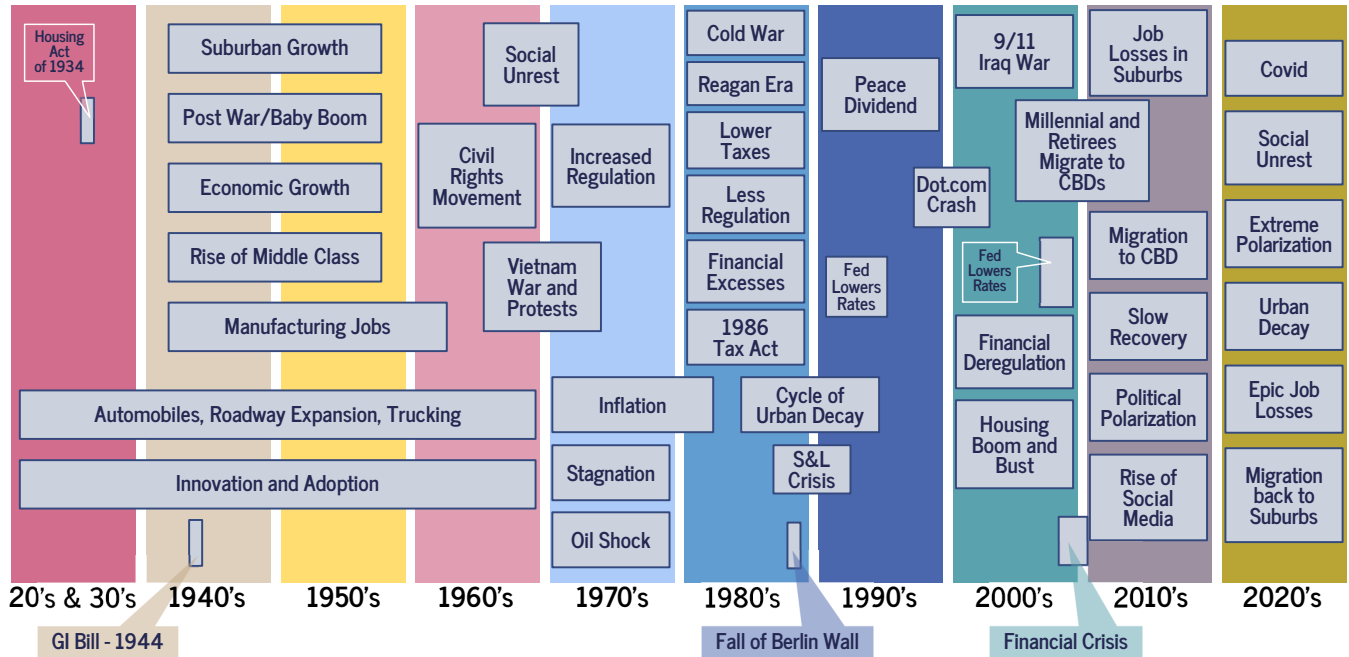 Housing
Act
of 1934
Suburban Growth
Post War/Baby Boom
Economic Growth
Rise of Middle Class
Manufacturing Jobs
Automobiles, Roadway Expansion, Trucking
Innovation and Adoption
Social
Unrest
Civil
Rights
Movement
Vietnam
War and
Protests
Increased
Regulation
Inflation
Stagnation
Oil Shock
Cold War
Reagan Era
Lower
Taxes
Less
Regulation
Financial
Excesses
1986
Tax Act
Cycle of
Urban Decay
S&L
Crisis
Peace
Dividend
Fed
Lowers
Rates
Dot.com
Crash
9/11
Iraq War
Millennial and
Retirees
Migrate to
CBDs
Fed
Lowers
Rates
Financial
Deregulation
Housing
Boom and
Bust
Job
Losses in
Suburbs
Migration
to CBD
Slow
Recovery
Political
Polarization
Rise of
Social
Media
Covid
Social
Unrest
Extreme
Polarization
Urban
Decay
Epic Job
Losses
Migration
back to
Suburbs
20's & 30's 1940's 1950's 1960's 1970's 1980's 1990's 2000's 2010's 2020's
GI Bill - 1944
Fall of Berlin Wall
Financial Crisis